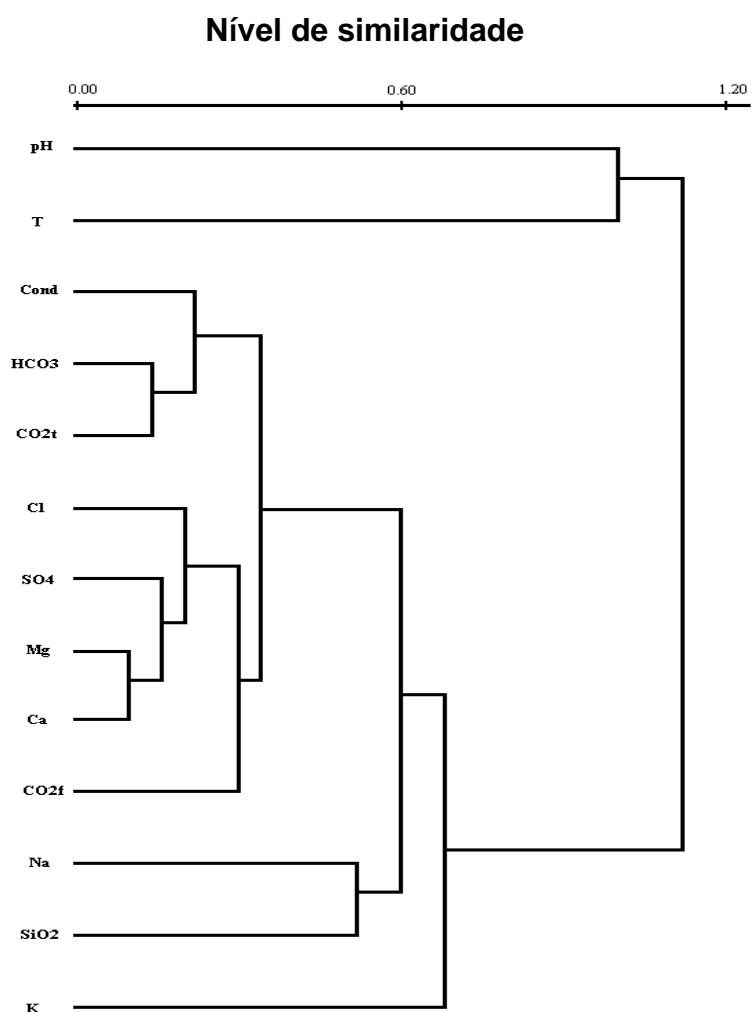 Nível de similaridade
0.00 0.60 1.20
pH
T
Cond
HCO3
CO2t
Cl
SO4
Mg
Ca
CO2f
Na
SiO2
K